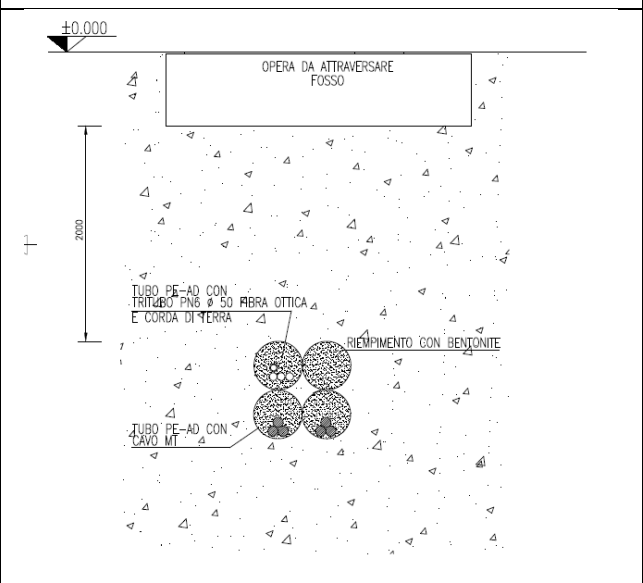 ±0.000
OPERA DA ATTRAVERSARE
FOSSO
2000
TUBO PE-AD CON
TRITUBO PN6 ø 50 FIBRA OTTICA
E CORDA DI TERRA
RIEMPIMENTO CON BENTONITE
TUBO PE-AD CON
CAVO MT